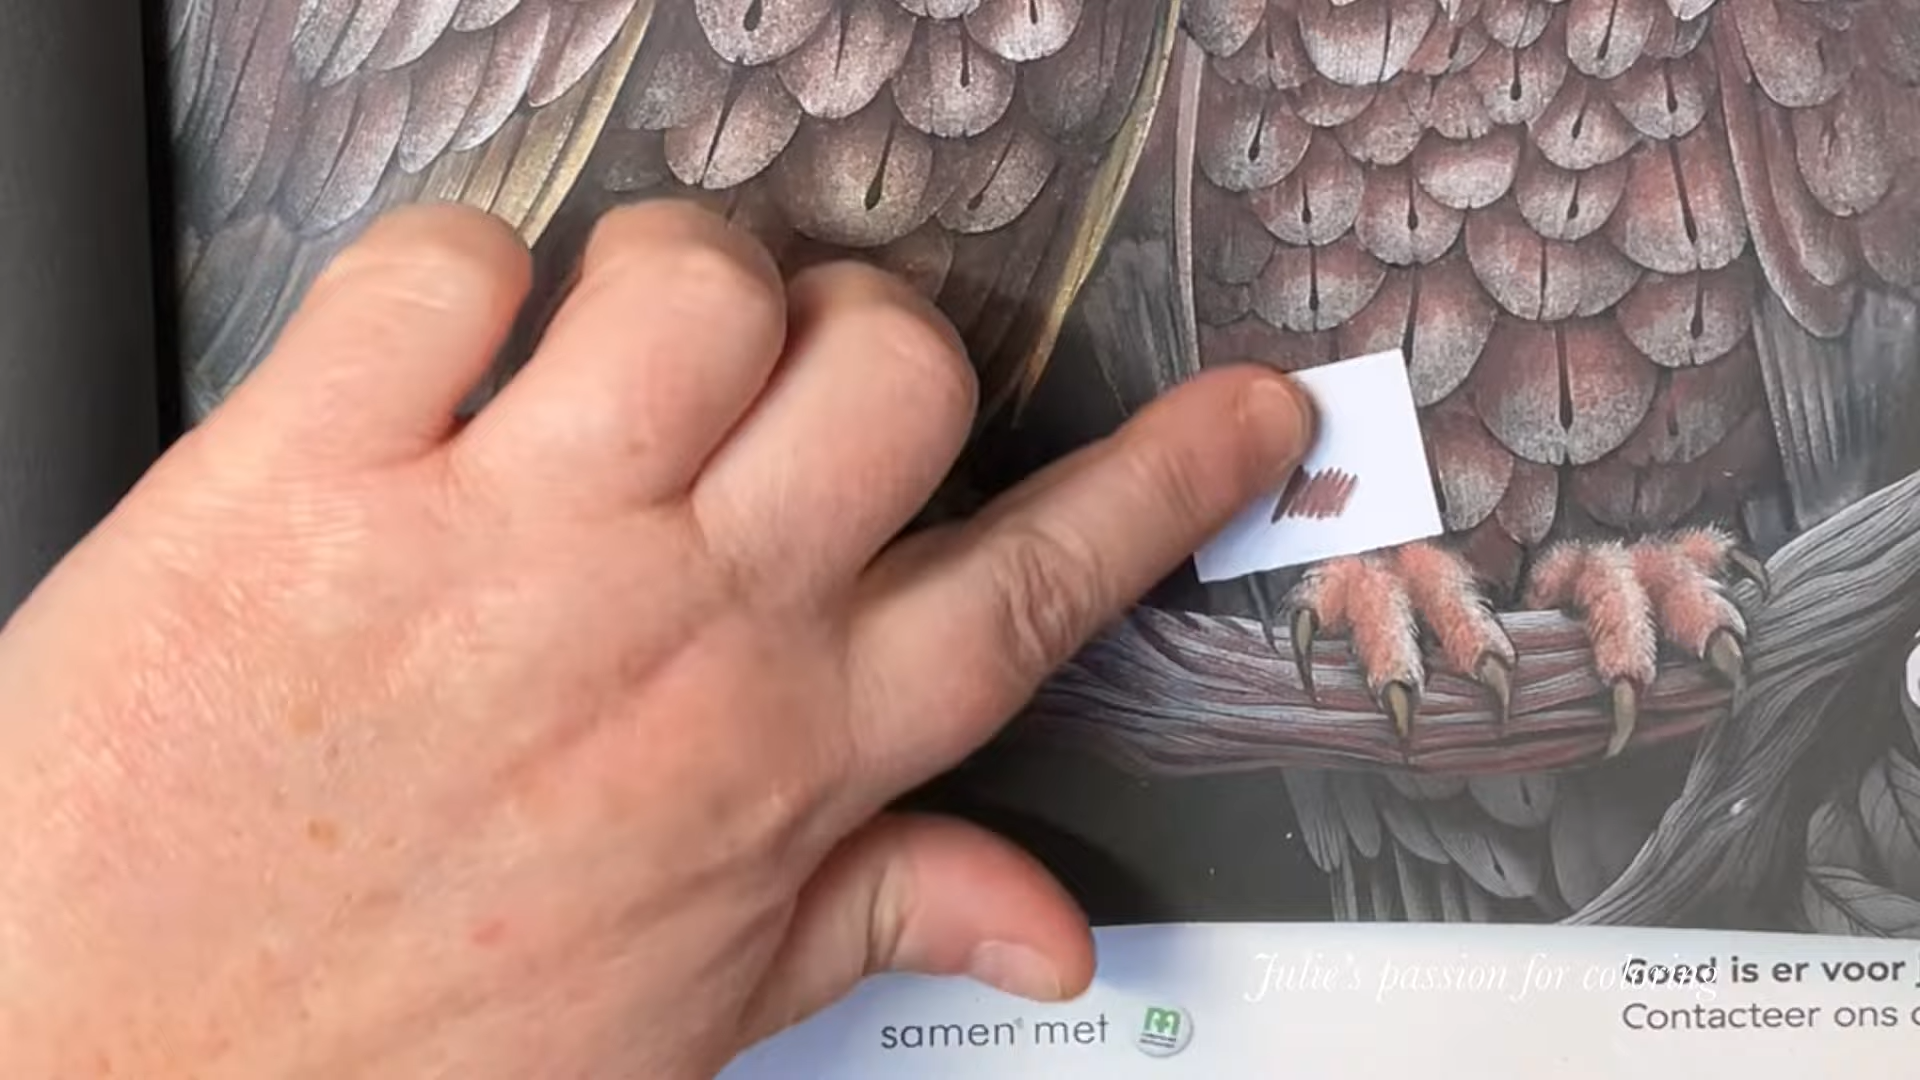 Julie's passion for coloring
Goed is er voor
Contacteer ons
samen met